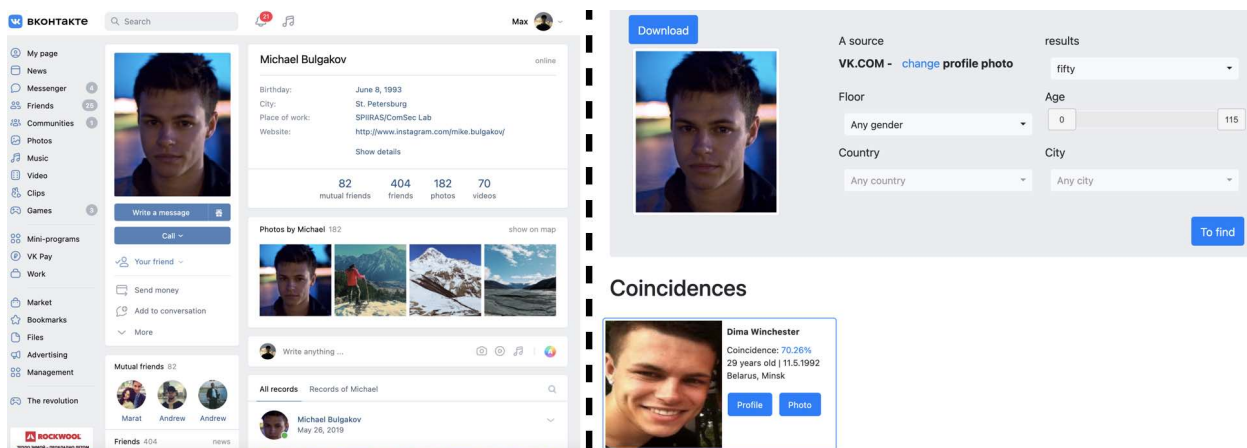 вконтакте
Search
21
Max
My page
News
Messenger 4
Friends 25
Communities 1
Photos
Music
Video
Clips
Games 3
Mini-programs
VK Pay
Work
Market
Bookmarks
Files
Advertising
Management
The revolution
ROCKWOOL
Write a message
Call
Your friend
Send money
Add to conversation
More
Mutual friends 82
Marat Andrew Andrew
Friends 404 news
Michael Bulgakov online
Birthday: June 8, 1993
City: St. Petersburg
Place of work: SPIIRAS/ComSec Lab
Website: http://www.instagram.com/mike.bulgakov/
Show details
82 404 182 70
mutual friends friends photos videos
Photos by Michael 182 show on map
Write anything ...
All records Records of Michael
Michael Bulgakov
May 26, 2019
Download
A source
VK.COM - change profile photo
results
fifty
Floor
Any gender
Age
0 115
Country
Any country
City
Any city
To find
Coincidences
Dima Winchester
Coincidence: 70.26%
29 years old | 11.5.1992
Belarus, Minsk
Profile Photo